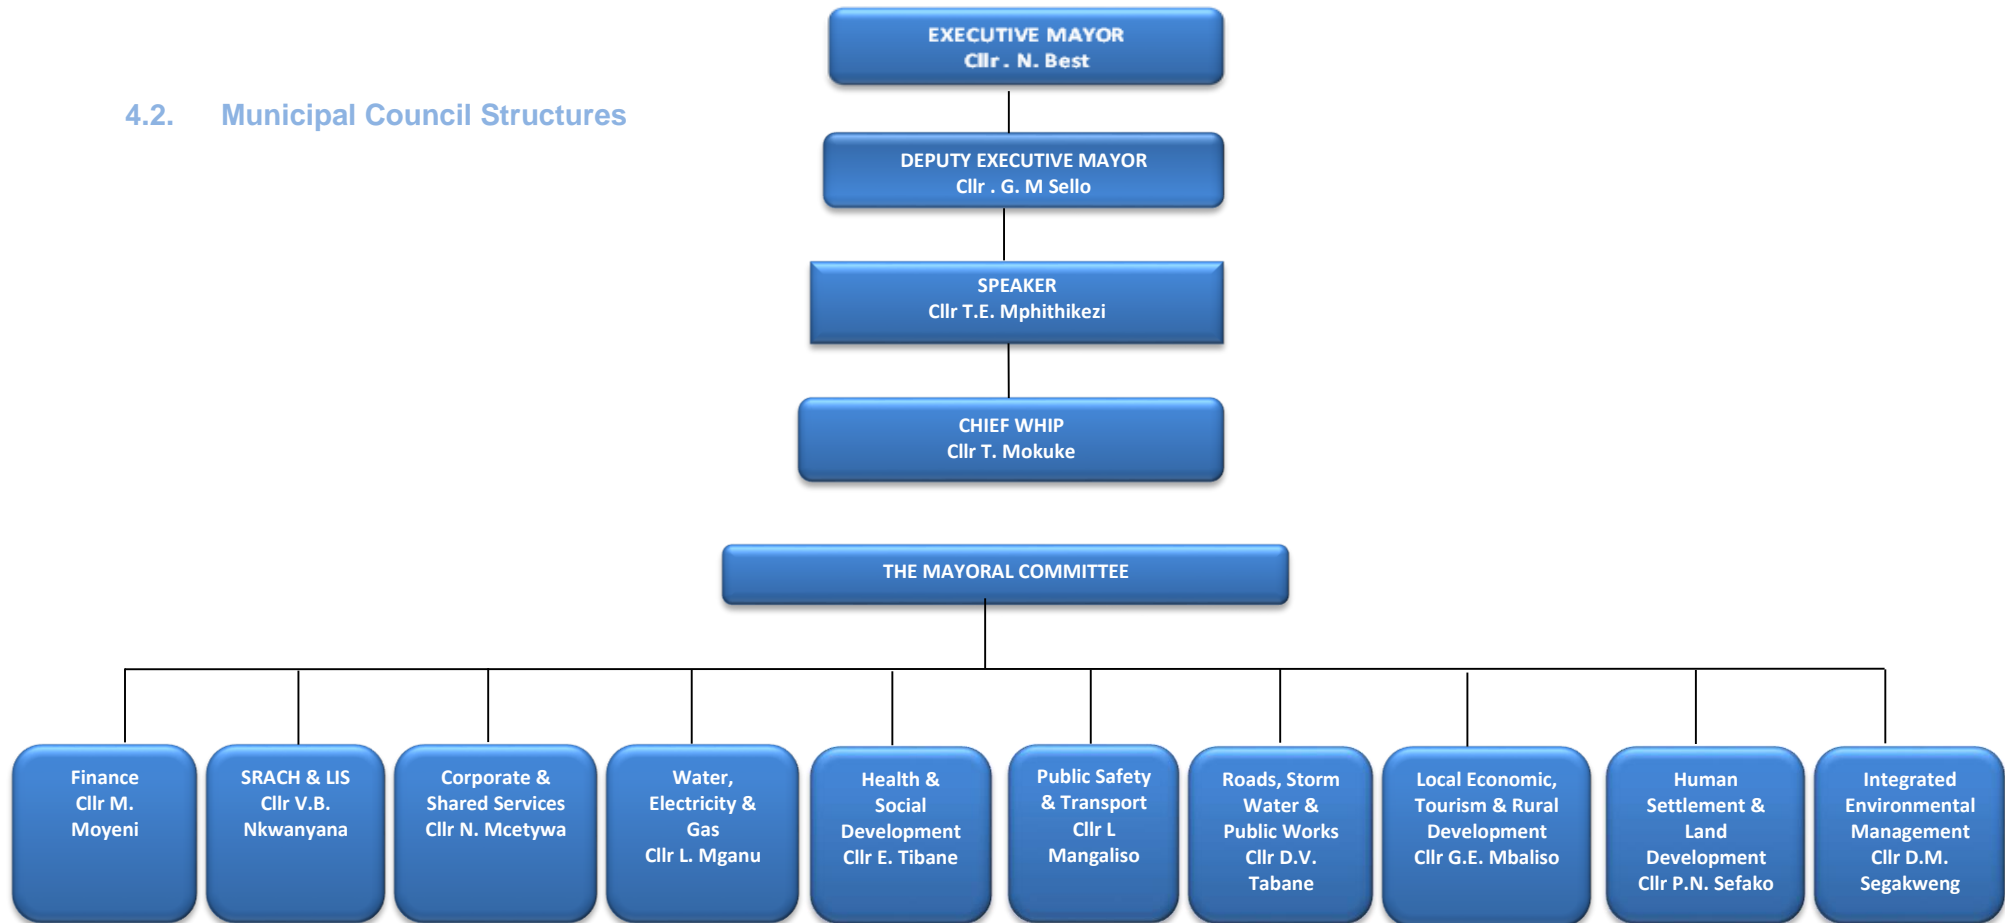 EXECUTIVE MAYOR
Cllr . N. Best
4.2. Municipal Council Structures
DEPUTY EXECUTIVE MAYOR
Cllr . G. M Sello
SPEAKER
Cllr T.E. Mphithikezi
CHIEF WHIP
Cllr T. Mokuke
THE MAYORAL COMMITTEE
Finance
Cllr M.
Moyeni
SRACH & LIS
Cllr V.B.
Nkwanyana
Corporate &
Shared Services
Cllr N. Mcetywa
Water,
Electricity &
Gas
Cllr L. Mganu
Health &
Social
Development
Cllr E. Tibane
Public Safety
& Transport
Cllr L
Mangaliso
Roads, Storm
Water &
Public Works
Cllr D.V.
Tabane
Local Economic,
Tourism & Rural
Development
Cllr G.E. Mbaliso
Human
Settlement &
Land
Development
Cllr P.N. Sefako
Integrated
Environmental
Management
Cllr D.M.
Segakweng